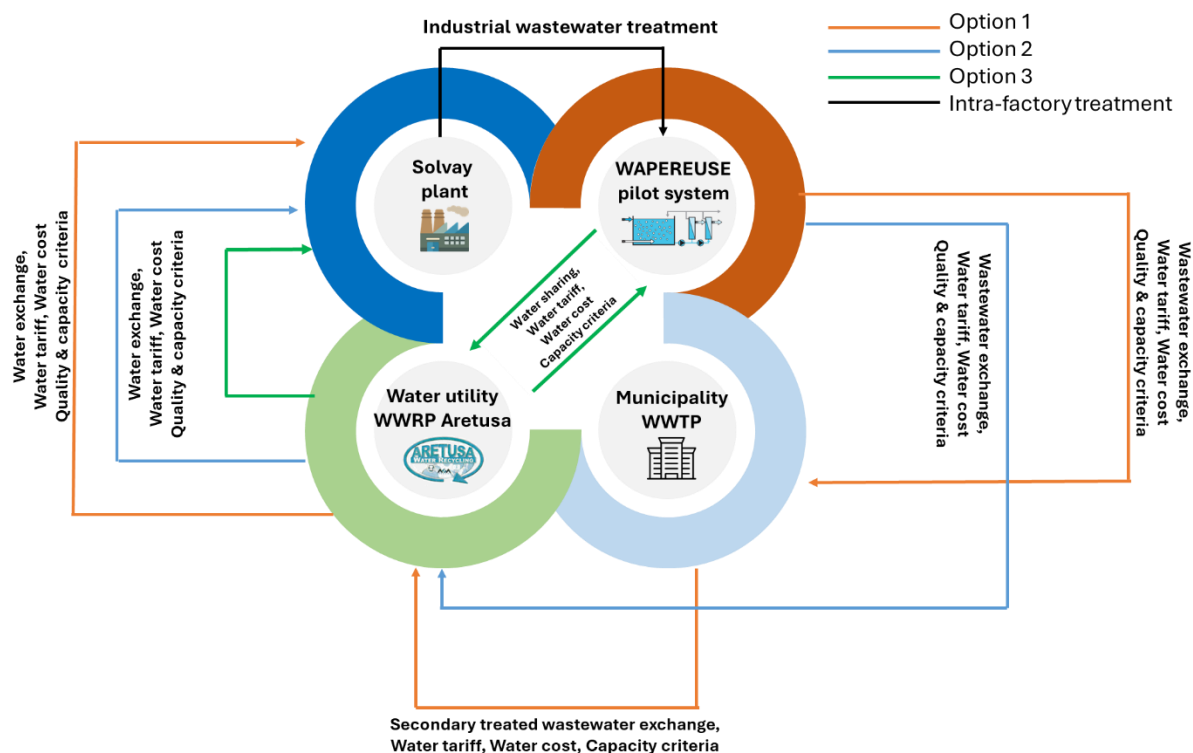 Industrial wastewater treatment
Option 1
Option 2
Option 3
Intra-factory treatment
Solvay
plant
WAPEREUSE
pilot system
Water exchange,
Water tariff, Water cost
Quality & capacity criteria
Water exchange,
Water tariff, Water cost
Quality & capacity criteria
Water sharing,
Water tariff,
Water cost
Capacity criteria
Wastewater exchange,
Water tariff, Water cost
Quality & capacity criteria
Wastewater exchange,
Water tariff, Water cost
Quality & capacity criteria
Water utility
WWRP Aretusa
ARETUSA
WATER RECYCLING
Municipality
WWTP
Secondary treated wastewater exchange,
Water tariff, Water cost, Capacity criteria